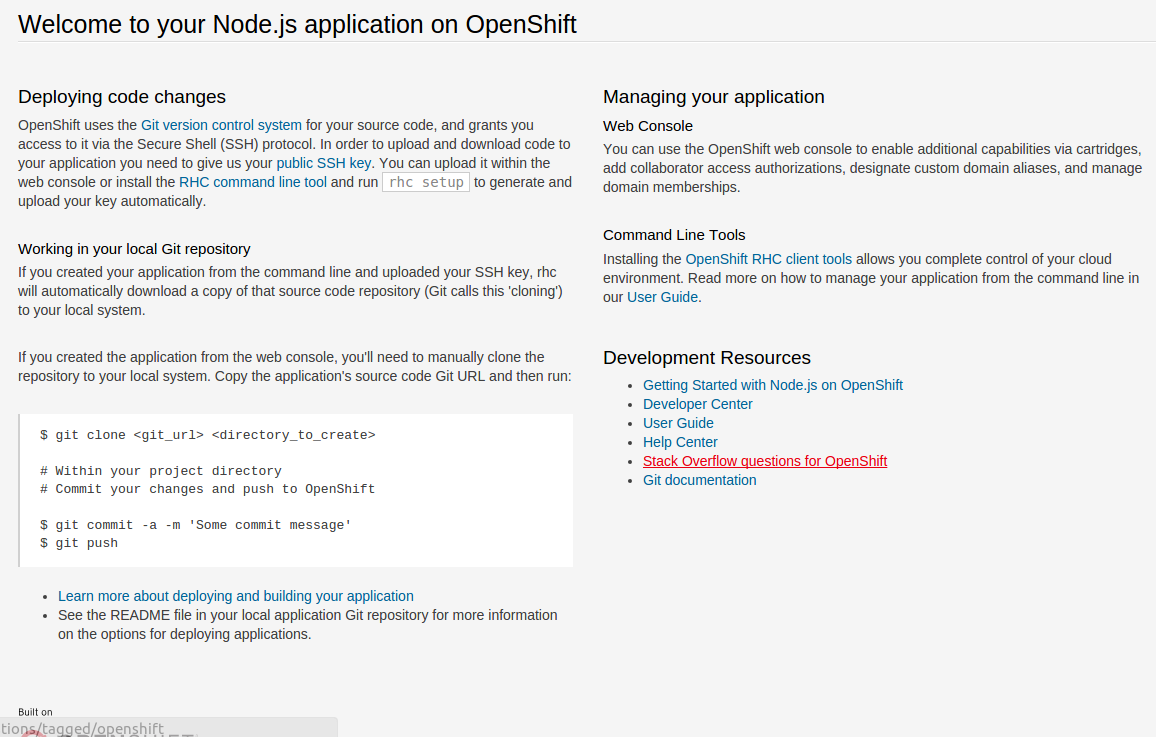 Welcome to your Node.js application on OpenShift
Deploying code changes
OpenShift uses the Git version control system for your source code, and grants you
access to it via the Secure Shell (SSH) protocol. In order to upload and download code to
your application you need to give us your public SSH key. You can upload it within the
web console or install the RHC command line tool and run rhc setup to generate and
upload your key automatically.
Working in your local Git repository
If you created your application from the command line and uploaded your SSH key, rhc
will automatically download a copy of that source code repository (Git calls this 'cloning')
to your local system.
If you created the application from the web console, you'll need to manually clone the
repository to your local system. Copy the application's source code Git URL and then run:
$ git clone <git_url> <directory_to_create>
# Within your project directory
# Commit your changes and push to OpenShift
$ git commit -a -m 'Some commit message'
$ git push
• Learn more about deploying and building your application
• See the README file in your local application Git repository for more information
on the options for deploying applications.
Managing your application
Web Console
You can use the OpenShift web console to enable additional capabilities via cartridges,
add collaborator access authorizations, designate custom domain aliases, and manage
domain memberships.
Command Line Tools
Installing the OpenShift RHC client tools allows you complete control of your cloud
environment. Read more on how to manage your application from the command line in
our User Guide.
Development Resources
• Getting Started with Node.js on OpenShift
• Developer Center
• User Guide
• Help Center
• Stack Overflow questions for OpenShift
• Git documentation
Built on
tions/tagged/openshift
OPENSHIFT